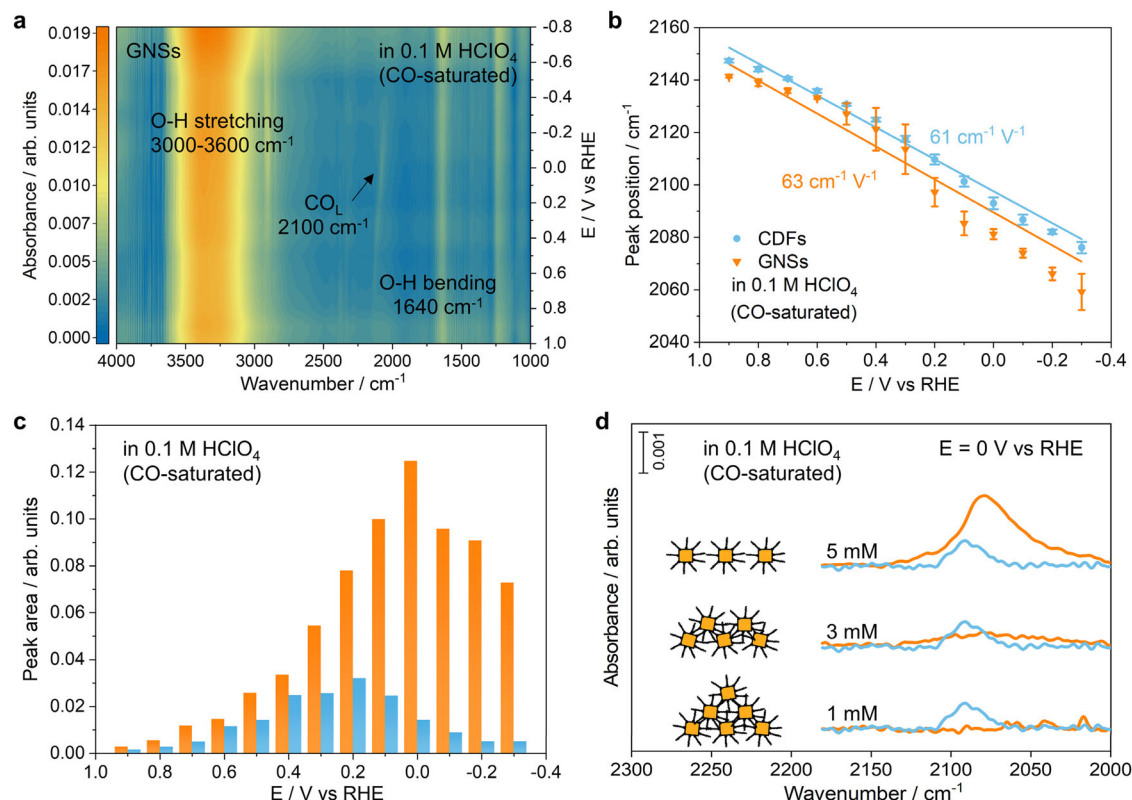 a
GNSs
in 0.1 M HClO4
(CO-saturated)
O-H stretching
3000-3600 cm-1
COL
2100 cm-1
O-H bending
1640 cm-1
0.019
0.017
0.014
0.012
0.010
0.007
0.005
0.002
0.000
Absorbance / arb. units
-0.8
-0.6
-0.4
-0.2
0.0
0.2
0.4
0.6
0.8
1.0
E / V vs RHE
4000
3500
3000
2500
2000
1500
1000
Wavenumber / cm-1
b
2160
2140
2120
2100
2080
2060
2040
Peak position / cm-1
61 cm-1 V-1
63 cm-1 V-1
CDFs
GNSs
in 0.1 M HClO4
(CO-saturated)
1.0
0.8
0.6
0.4
0.2
0.0
-0.2
-0.4
E / V vs RHE
c
in 0.1 M HClO4
(CO-saturated)
0.14
0.12
0.10
0.08
0.06
0.04
0.02
0.00
Peak area / arb. units
1.0
0.8
0.6
0.4
0.2
0.0
-0.2
-0.4
E / V vs RHE
d
0.001
in 0.1 M HClO4
(CO-saturated)
E = 0 V vs RHE
5 mM
3 mM
1 mM
Absorbance / arb. units
2300
2200
2100
2000
Wavenumber / cm-1